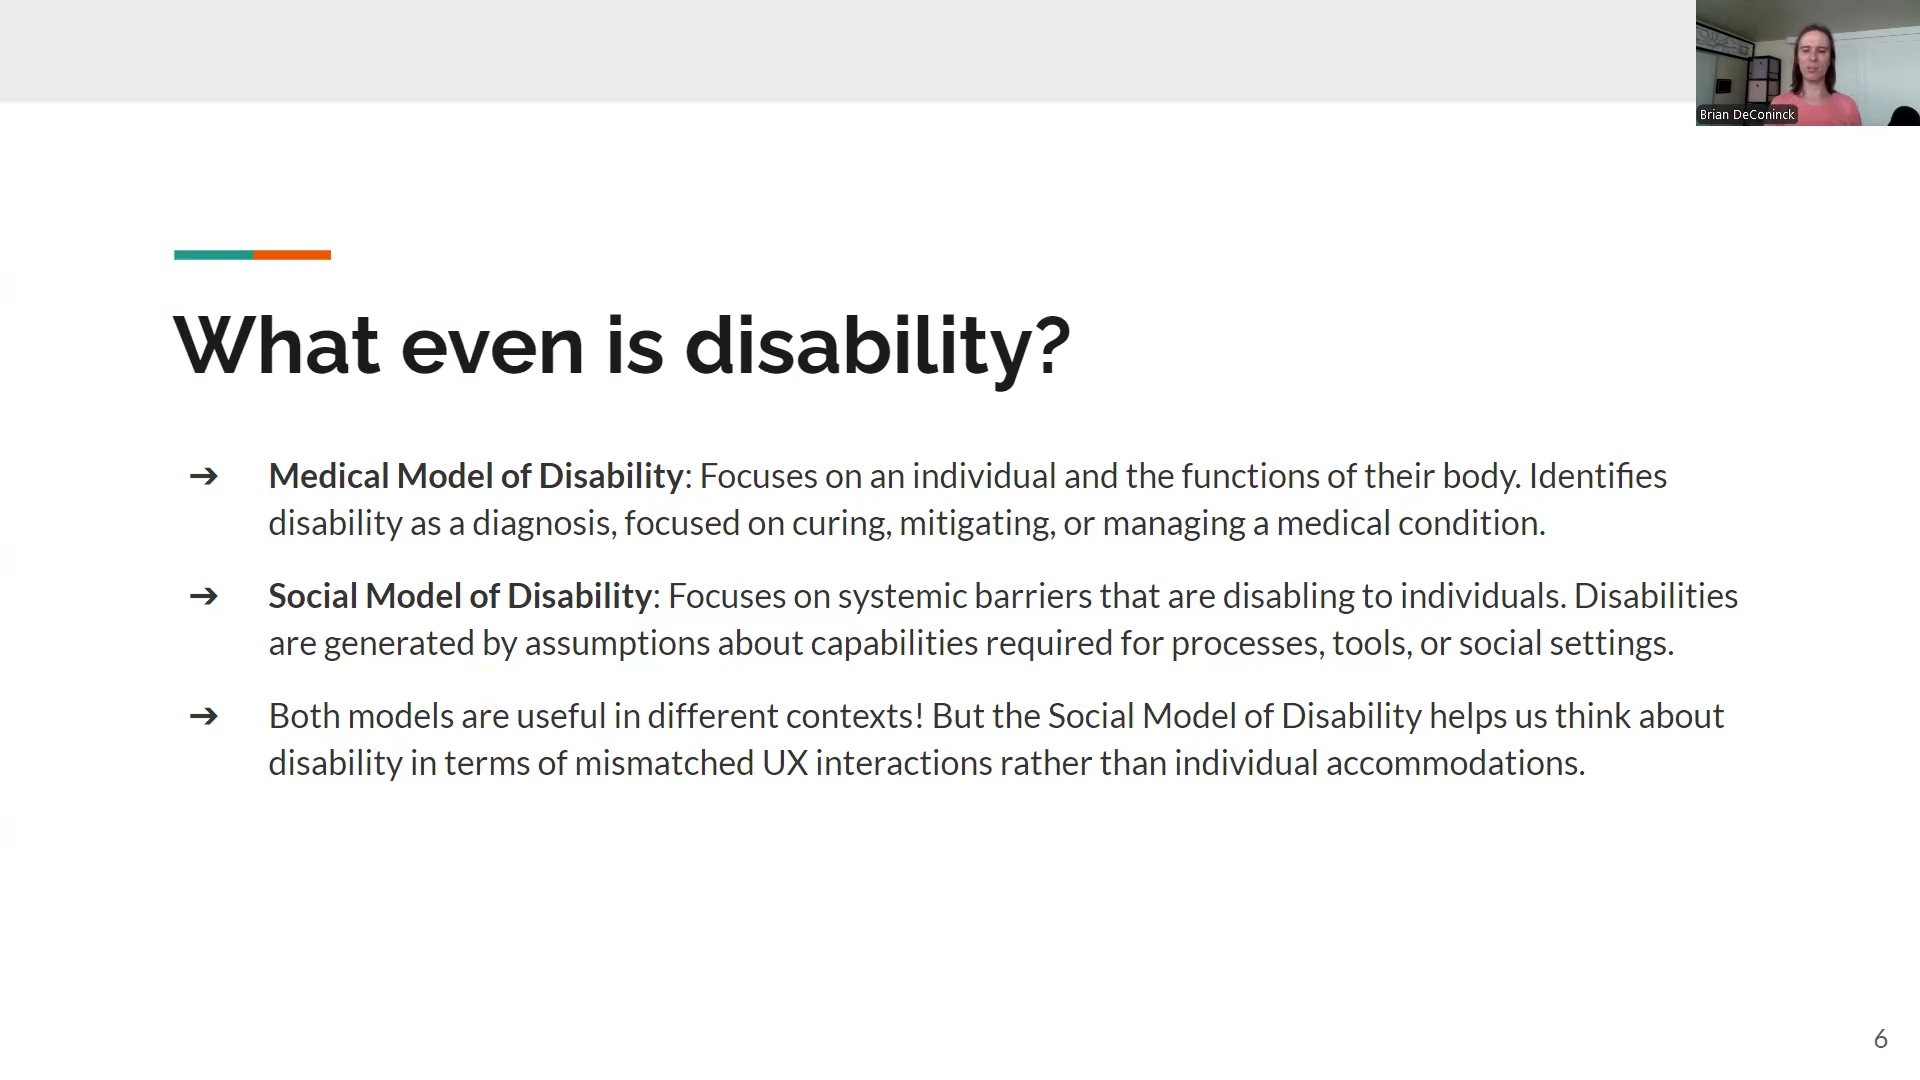 Brian DeConinck
What even is disability?
➔ Medical Model of Disability: Focuses on an individual and the functions of their body. Identifies
disability as a diagnosis, focused on curing, mitigating, or managing a medical condition.
➔ Social Model of Disability: Focuses on systemic barriers that are disabling to individuals. Disabilities
are generated by assumptions about capabilities required for processes, tools, or social settings.
➔ Both models are useful in different contexts! But the Social Model of Disability helps us think about
disability in terms of mismatched UX interactions rather than individual accommodations.
6